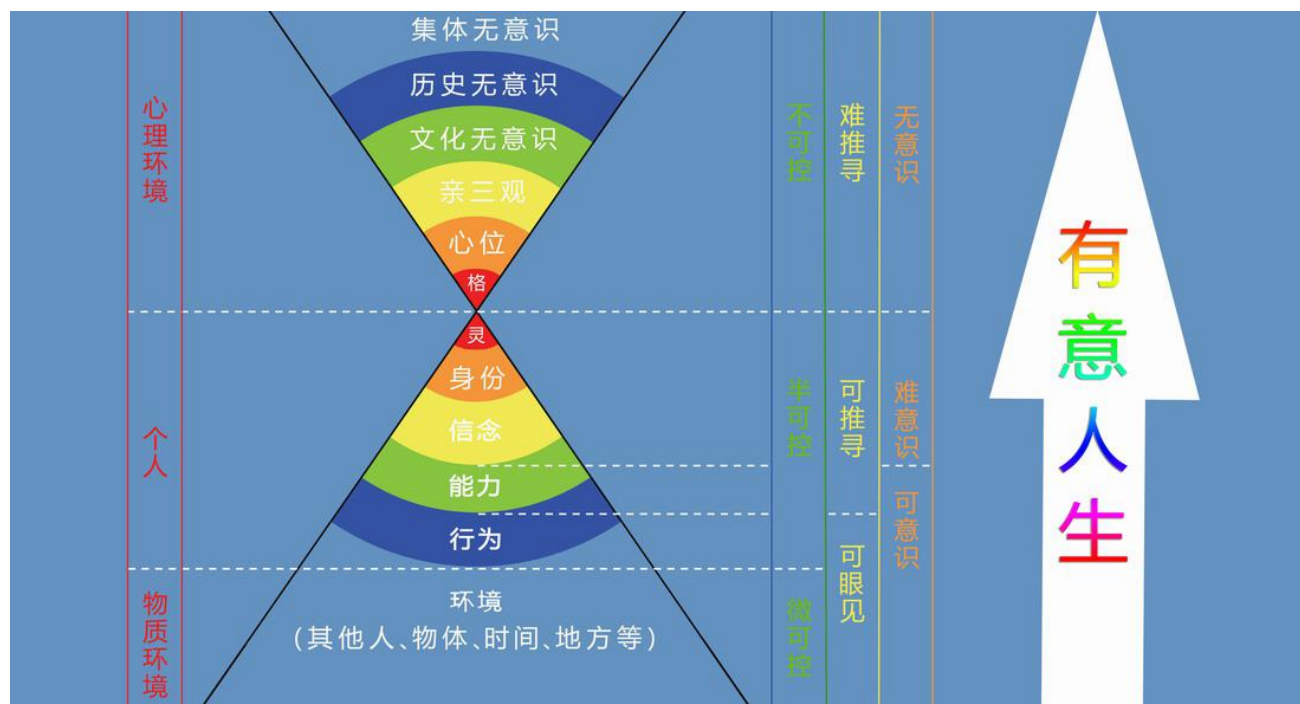 集体无意识
历史无意识
文化无意识
亲三观
心位
格
灵
身份
信念
能力
行为
环境
(其他人、物体、时间、地方等)
心理环境
个人
物质环境
不可控
半可控
微可控
难推寻
可推寻
可眼见
无意识
难意识
可意识
有意人生